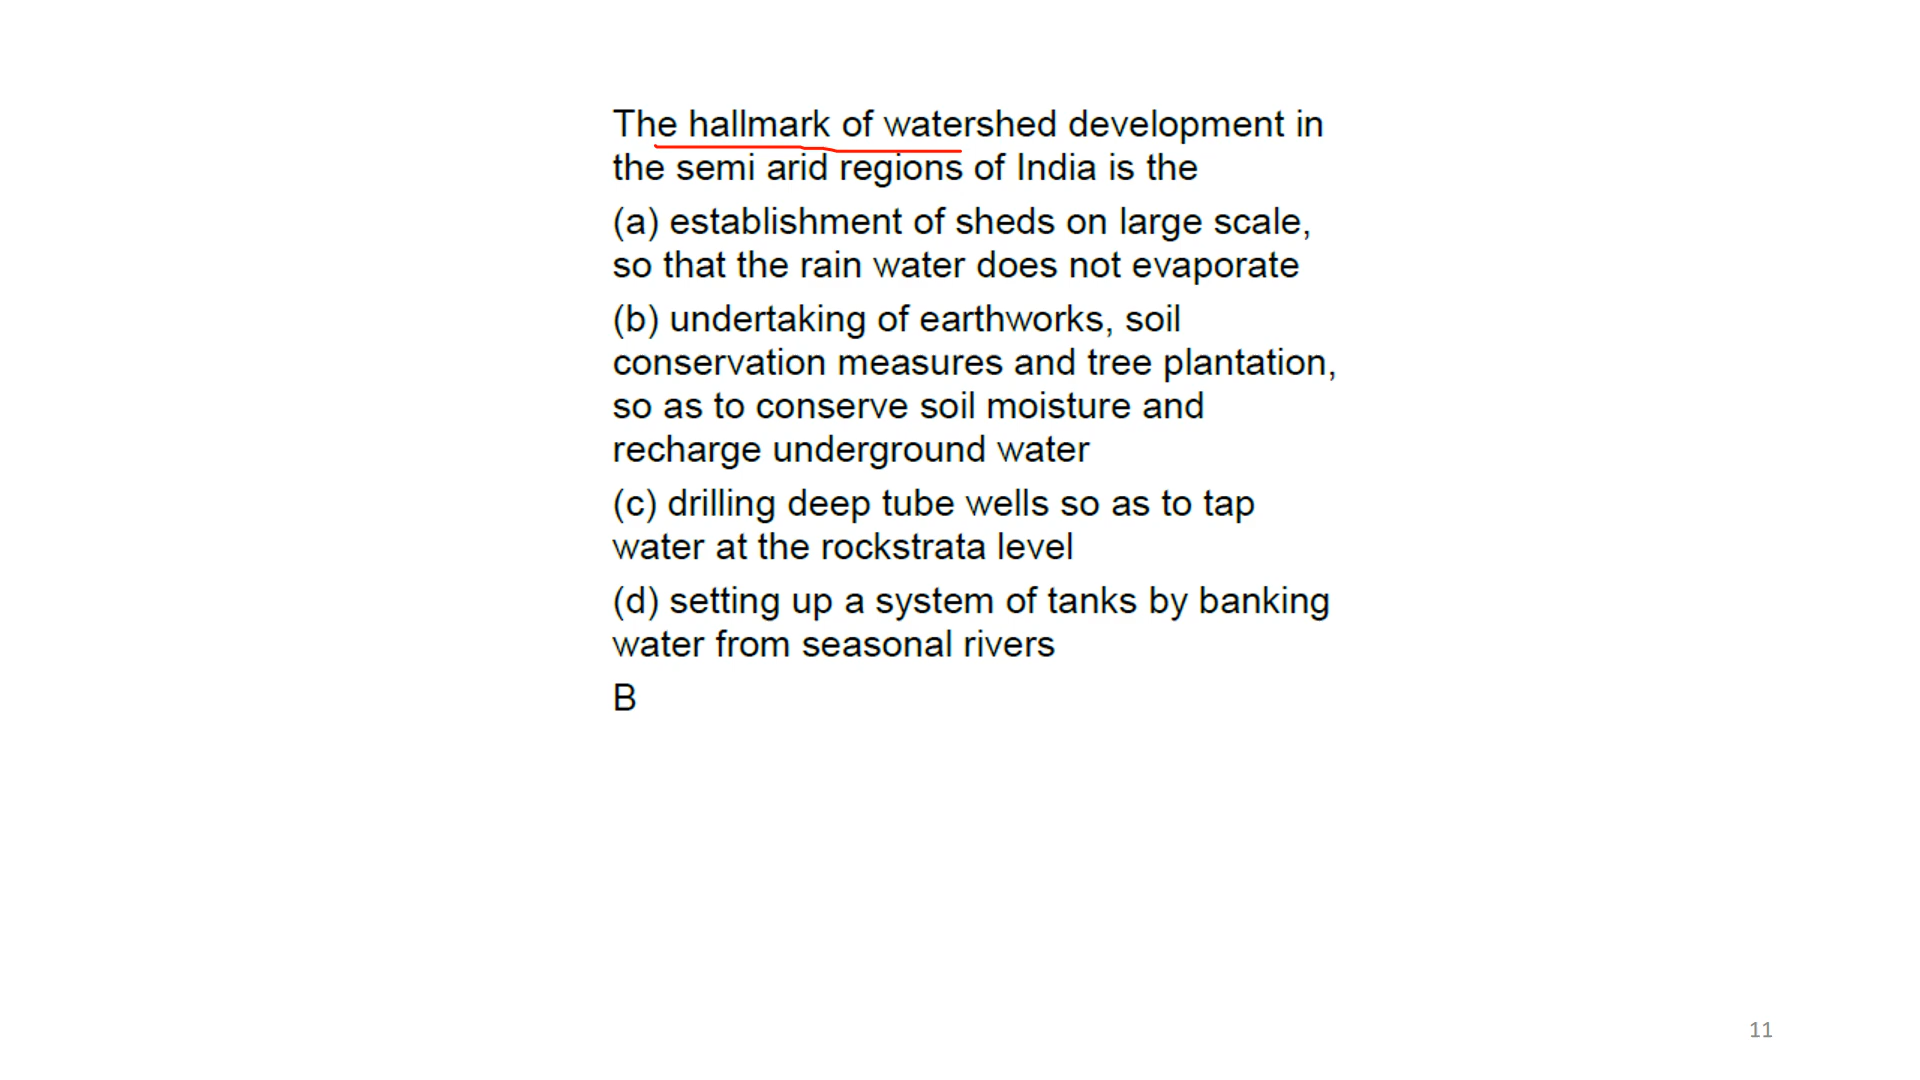 The hallmark of watershed development in
the semi arid regions of India is the
(a) establishment of sheds on large scale,
so that the rain water does not evaporate
(b) undertaking of earthworks, soil
conservation measures and tree plantation,
so as to conserve soil moisture and
recharge underground water
(c) drilling deep tube wells so as to tap
water at the rockstrata level
(d) setting up a system of tanks by banking
water from seasonal rivers
B
11